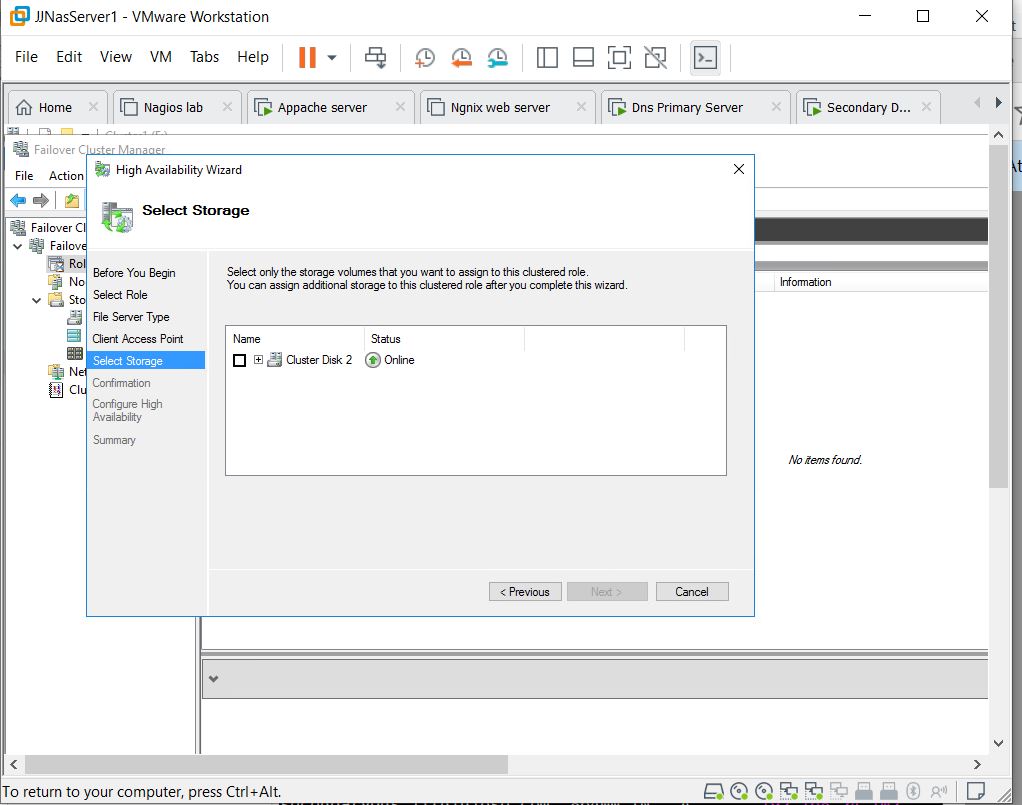 JJNasServer1 - VMware Workstation
File Edit View VM Tabs Help
Home Nagios lab Appache server Ngnix web server Dns Primary Server Secondary D...
Failover Cluster Manager
File Action
High Availability Wizard
Select Storage
Failover Cl
Failove
Rol
No
Sto
Net
Clu
Before You Begin
Select Role
File Server Type
Client Access Point
Select Storage
Confirmation
Configure High
Availability
Summary
Select only the storage volumes that you want to assign to this clustered role.
You can assign additional storage to this clustered role after you complete this wizard.
Name Status
Cluster Disk 2 Online
Information
No items found.
< Previous Next > Cancel
To return to your computer, press Ctrl+Alt.